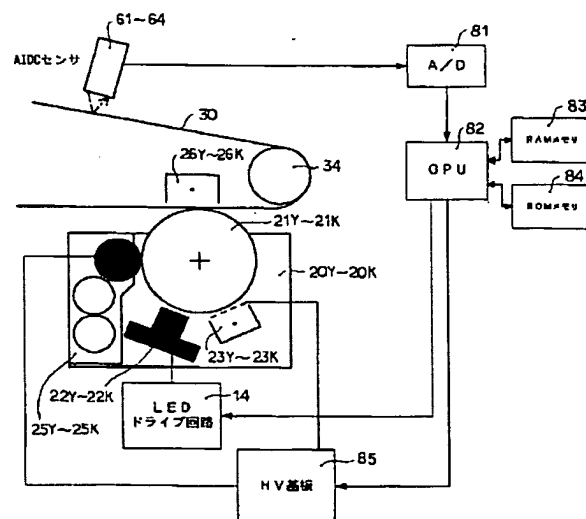 61~64
AIDCセンサ
81
A/D
30
83
82
RAMメモリ
CPU
84
ROMメモリ
34
26Y~26K
21Y~21K
20Y~20K
23Y~23K
22Y~22K
25Y~25K
14
LED
ドライブ回路
85
HV基板